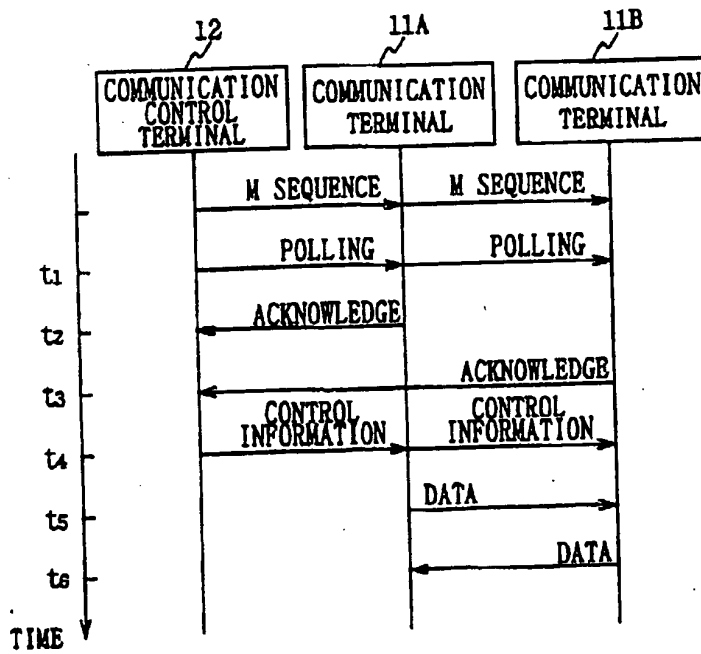 12
11A
11B
COMMUNICATION
CONTROL
TERMINAL
COMMUNICATION
TERMINAL
COMMUNICATION
TERMINAL
M SEQUENCE
M SEQUENCE
POLLING
POLLING
t1
ACKNOWLEDGE
t2
ACKNOWLEDGE
t3
CONTROL
INFORMATION
CONTROL
INFORMATION
t4
DATA
t5
DATA
t6
TIME